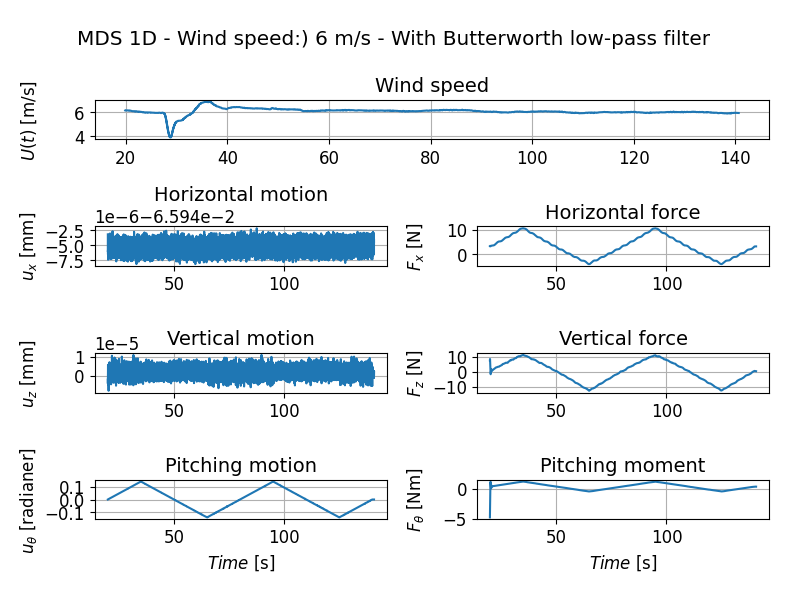 MDS 1D - Wind speed:) 6 m/s - With Butterworth low-pass filter
Wind speed
U(t) [m/s]
6
4
20 40 60 80 100 120 140
Horizontal motion
1e−6−6.594e−2
u_x [mm]
−2.5
−5.0
−7.5
50 100
Horizontal force
F_x [N]
10
0
50 100
Vertical motion
1e−5
u_z [mm]
1
0
50 100
Vertical force
F_z [N]
10
0
−10
50 100
Pitching motion
u_θ [radianer]
0.1
0.0
−0.1
50 100
Time [s]
Pitching moment
F_θ [Nm]
0
−5
50 100
Time [s]